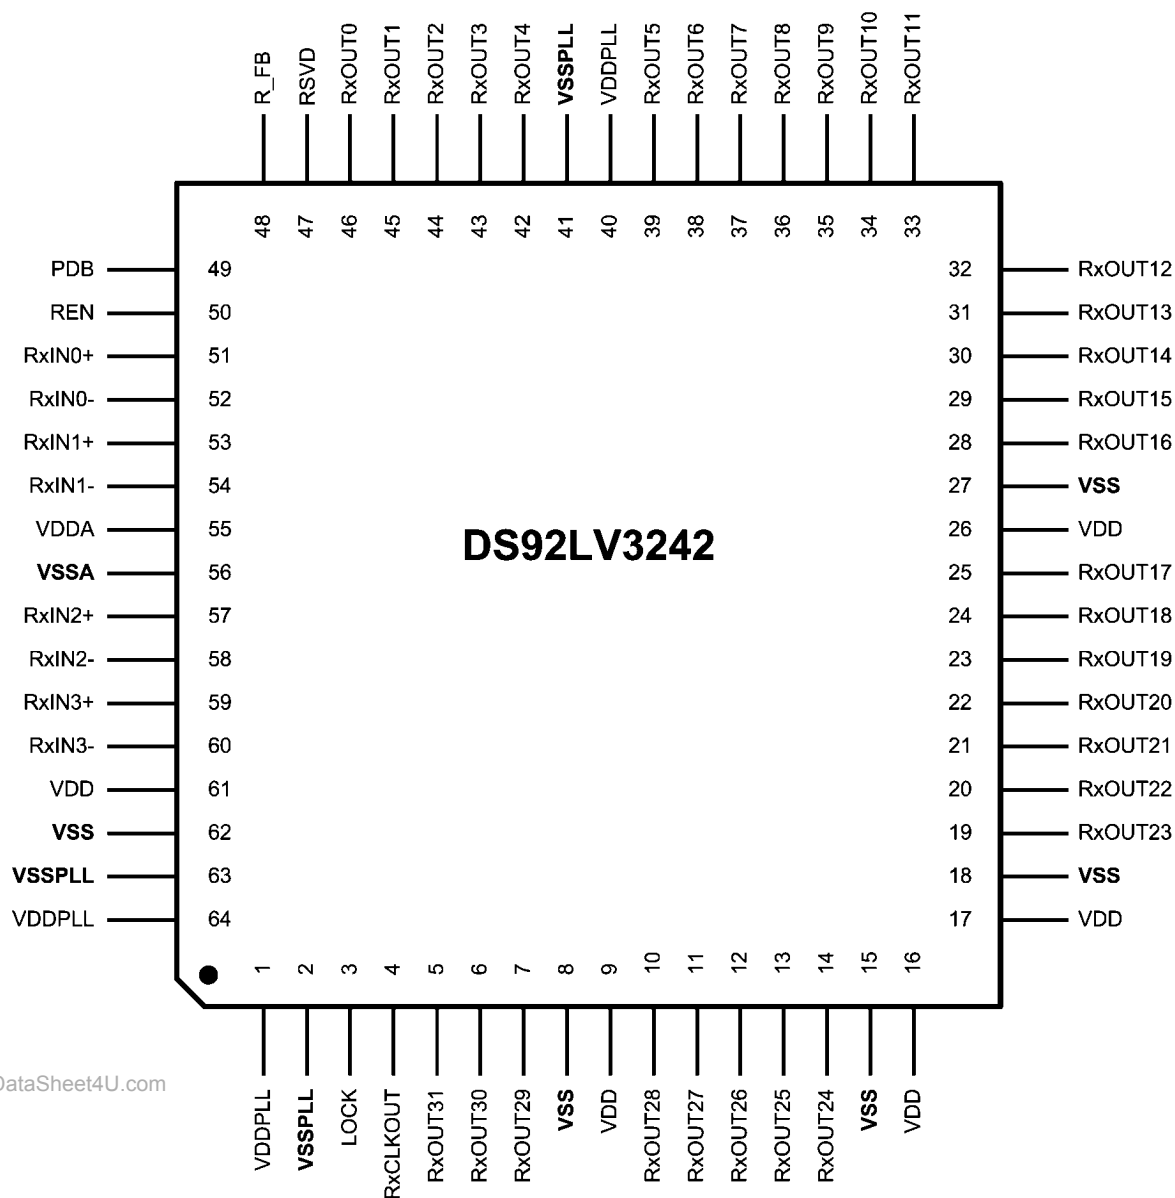 R_FB RSVD RxOUT0 RxOUT1 RxOUT2 RxOUT3 RxOUT4 VSSPLL VDDPLL RxOUT5 RxOUT6 RxOUT7 RxOUT8 RxOUT9 RxOUT10 RxOUT11
48 47 46 45 44 43 42 41 40 39 38 37 36 35 34 33
PDB 49 32 RxOUT12
REN 50 31 RxOUT13
RxIN0+ 51 30 RxOUT14
RxIN0- 52 29 RxOUT15
RxIN1+ 53 28 RxOUT16
RxIN1- 54 27 VSS
VDDA 55 26 VDD
DS92LV3242
VSSA 56 25 RxOUT17
RxIN2+ 57 24 RxOUT18
RxIN2- 58 23 RxOUT19
RxIN3+ 59 22 RxOUT20
RxIN3- 60 21 RxOUT21
VDD 61 20 RxOUT22
VSS 62 19 RxOUT23
VSSPLL 63 18 VSS
VDDPLL 64 17 VDD
1 2 3 4 5 6 7 8 9 10 11 12 13 14 15 16
VDDPLL VSSPLL LOCK RxCLKOUT RxOUT31 RxOUT30 RxOUT29 VSS VDD RxOUT28 RxOUT27 RxOUT26 RxOUT25 RxOUT24 VSS VDD
DataSheet4U.com